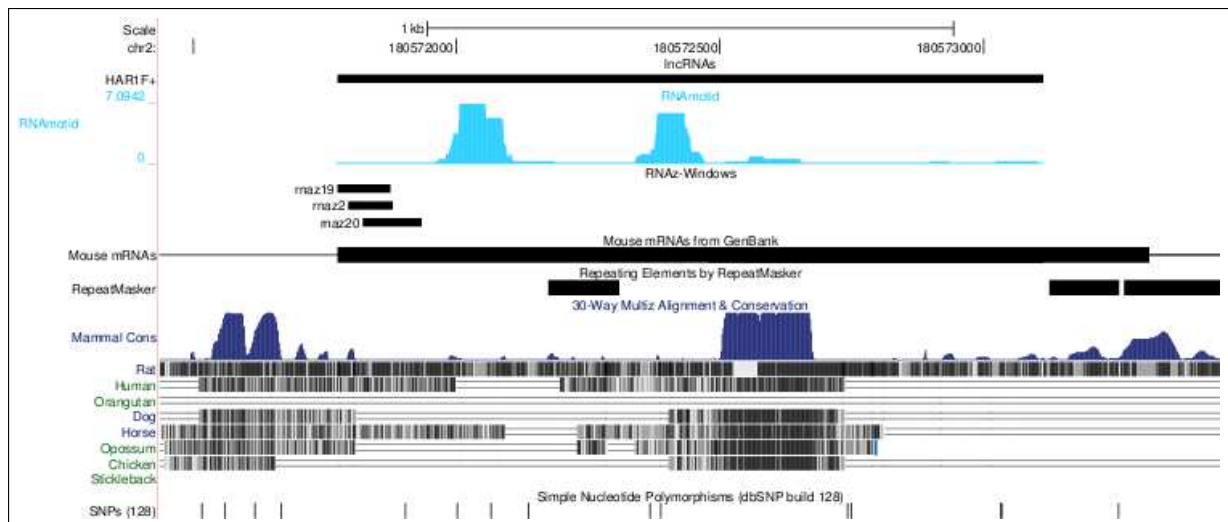 Scale 1 kb
chr2: 180572000 180572500 180573000
lncRNAs
HAR1F+
7.0942 _ RNAmotid
RNAmotid
0 _
RNAz-Windows
rnaz19
rnaz2
rnaz20
Mouse mRNAs from GenBank
Mouse mRNAs
Repeating Elements by RepeatMasker
RepeatMasker
30-Way Multiz Alignment & Conservation
Mammal Cons
Rat
Human
Orangutan
Dog
Horse
Opossum
Chicken
Stickleback
Simple Nucleotide Polymorphisms (dbSNP build 128)
SNPs (128)